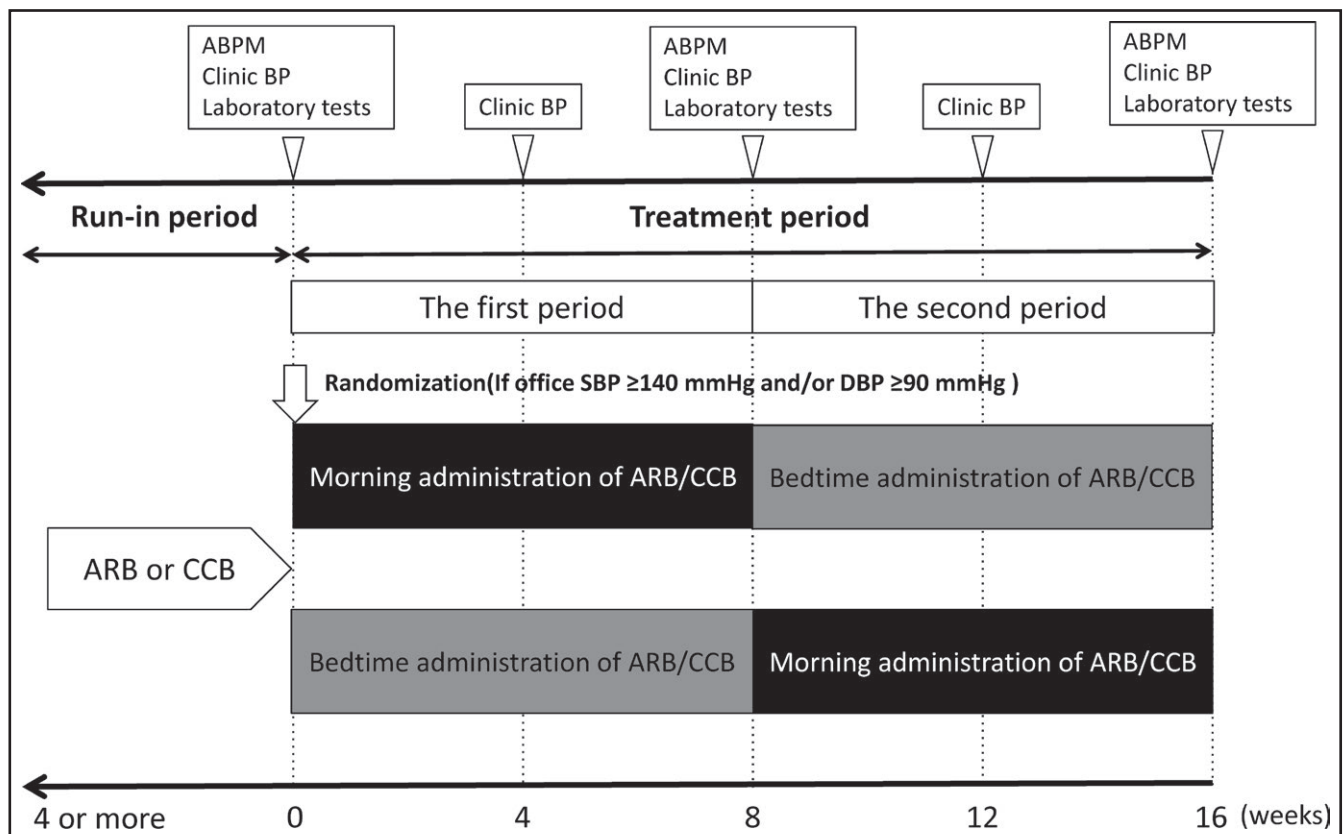 ABPM
Clinic BP
Laboratory tests
Clinic BP
ABPM
Clinic BP
Laboratory tests
Clinic BP
ABPM
Clinic BP
Laboratory tests
Run-in period
Treatment period
The first period
The second period
Randomization(If office SBP ≥140 mmHg and/or DBP ≥90 mmHg )
Morning administration of ARB/CCB
Bedtime administration of ARB/CCB
ARB or CCB
Bedtime administration of ARB/CCB
Morning administration of ARB/CCB
4 or more 0 4 8 12 16 (weeks)